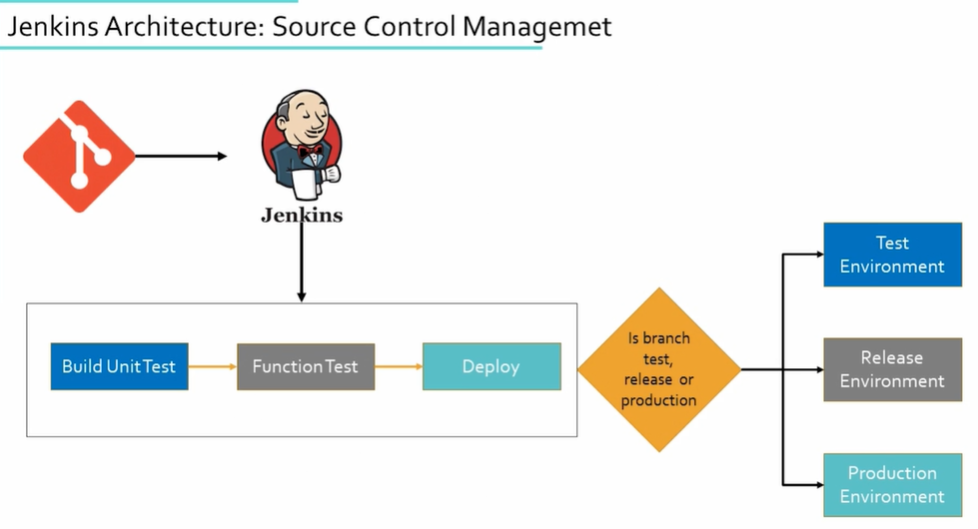 Jenkins Architecture: Source Control Managemet
Jenkins
Build Unit Test
Function Test
Deploy
Is branch
test,
release or
production
Test
Environment
Release
Environment
Production
Environment